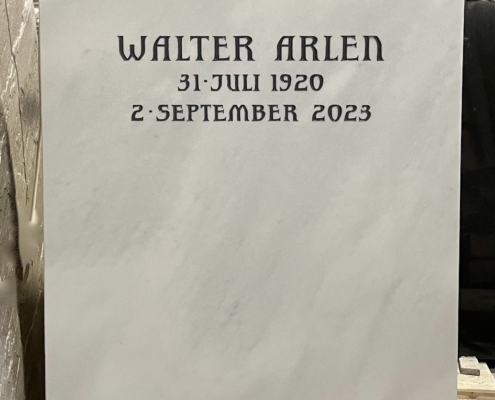 WALTER ARLEN
31·JULI 1920
2·SEPTEMBER 2023